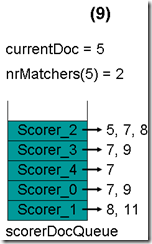 (9)
currentDoc = 5
nrMatchers(5) = 2
Scorer_2 5, 7, 8
Scorer_3 7, 9
Scorer_4 7
Scorer_0 7, 9
Scorer_1 8, 11
scorerDocQueue